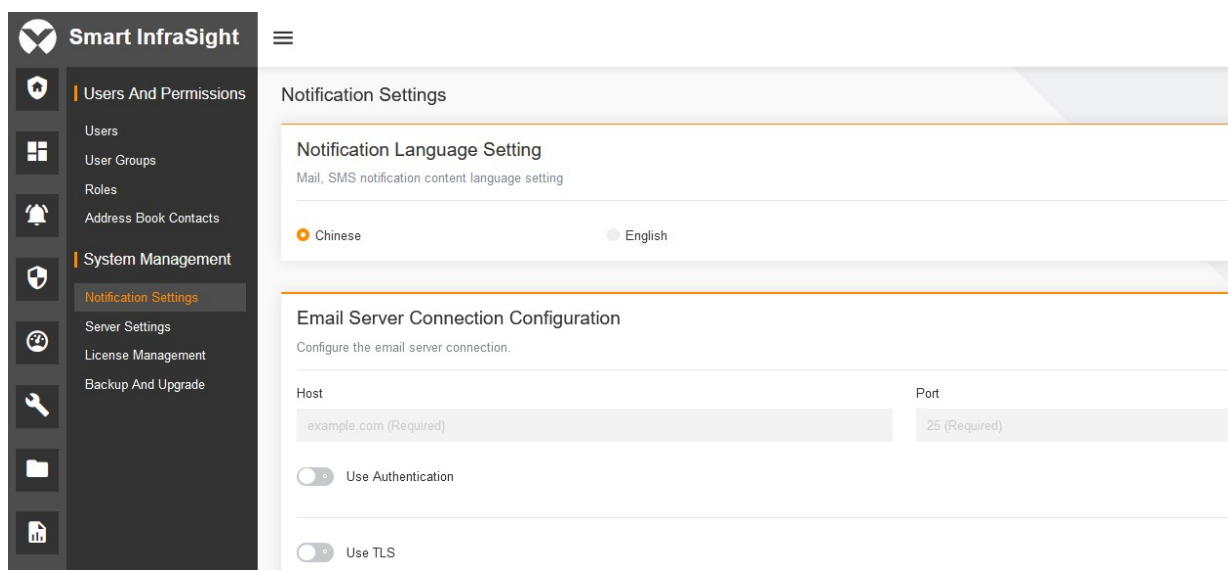 Smart InfraSight
Users And Permissions
Users
User Groups
Roles
Address Book Contacts
System Management
Notification Settings
Server Settings
License Management
Backup And Upgrade
Notification Settings
Notification Language Setting
Mail, SMS notification content language setting
Chinese English
Email Server Connection Configuration
Configure the email server connection.
Host Port
example.com (Required) 25 (Required)
Use Authentication
Use TLS